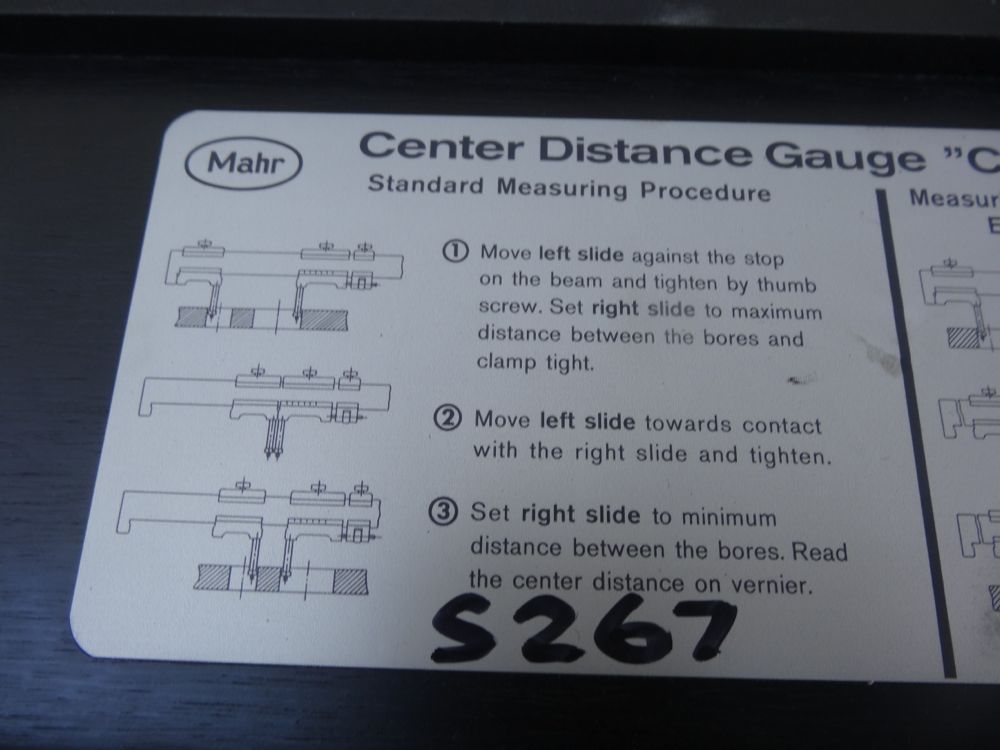 Mahr
Center Distance Gauge "C
Standard Measuring Procedure
① Move left slide against the stop
on the beam and tighten by thumb
screw. Set right slide to maximum
distance between the bores and
clamp tight.
② Move left slide towards contact
with the right slide and tighten.
③ Set right slide to minimum
distance between the bores. Read
the center distance on vernier.
S267
Measur
E